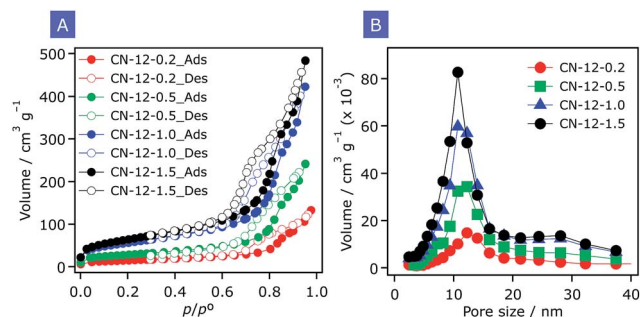 A
Volume / cm³ g⁻¹
500
400
300
200
100
0
CN-12-0.2_Ads
CN-12-0.2_Des
CN-12-0.5_Ads
CN-12-0.5_Des
CN-12-1.0_Ads
CN-12-1.0_Des
CN-12-1.5_Ads
CN-12-1.5_Des
0.0 0.2 0.4 0.6 0.8 1.0
p/p⁰
B
Volume / cm³ g⁻¹ (x 10⁻³)
80
60
40
20
0
CN-12-0.2
CN-12-0.5
CN-12-1.0
CN-12-1.5
0 10 20 30 40
Pore size / nm